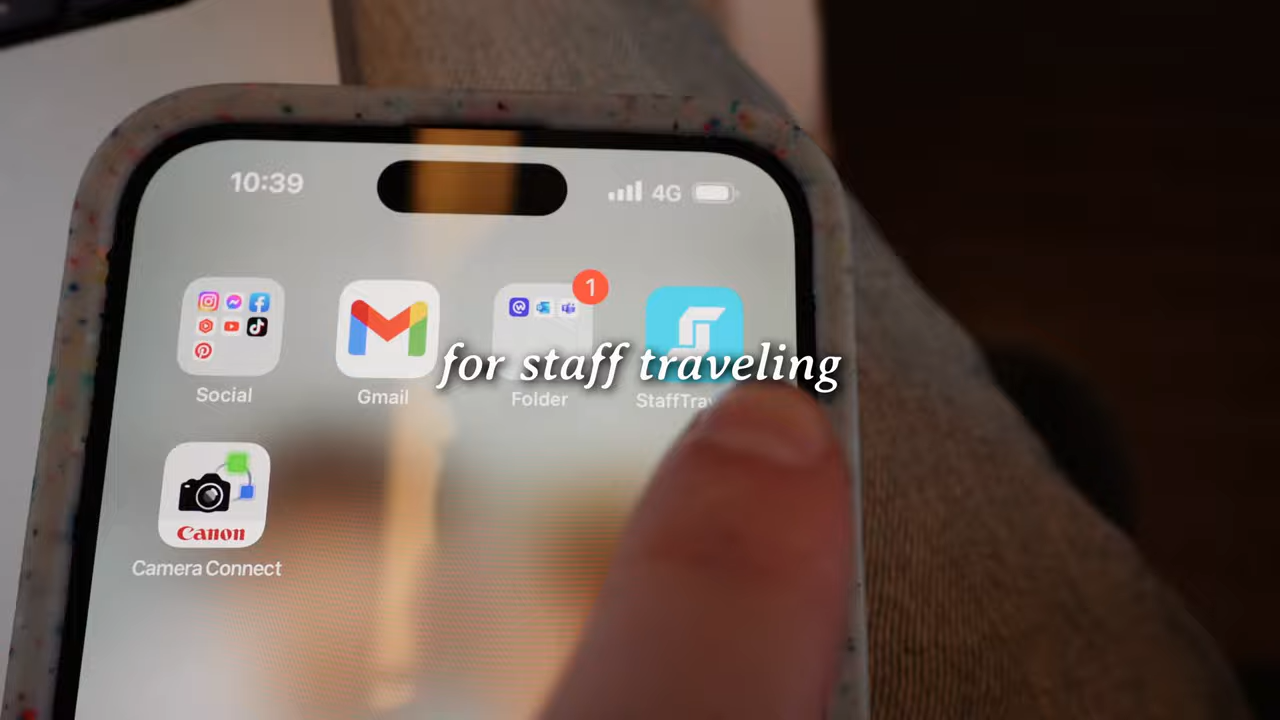 10:39
4G
1
Social
Gmail
Folder
for staff traveling
Canon
Camera Connect